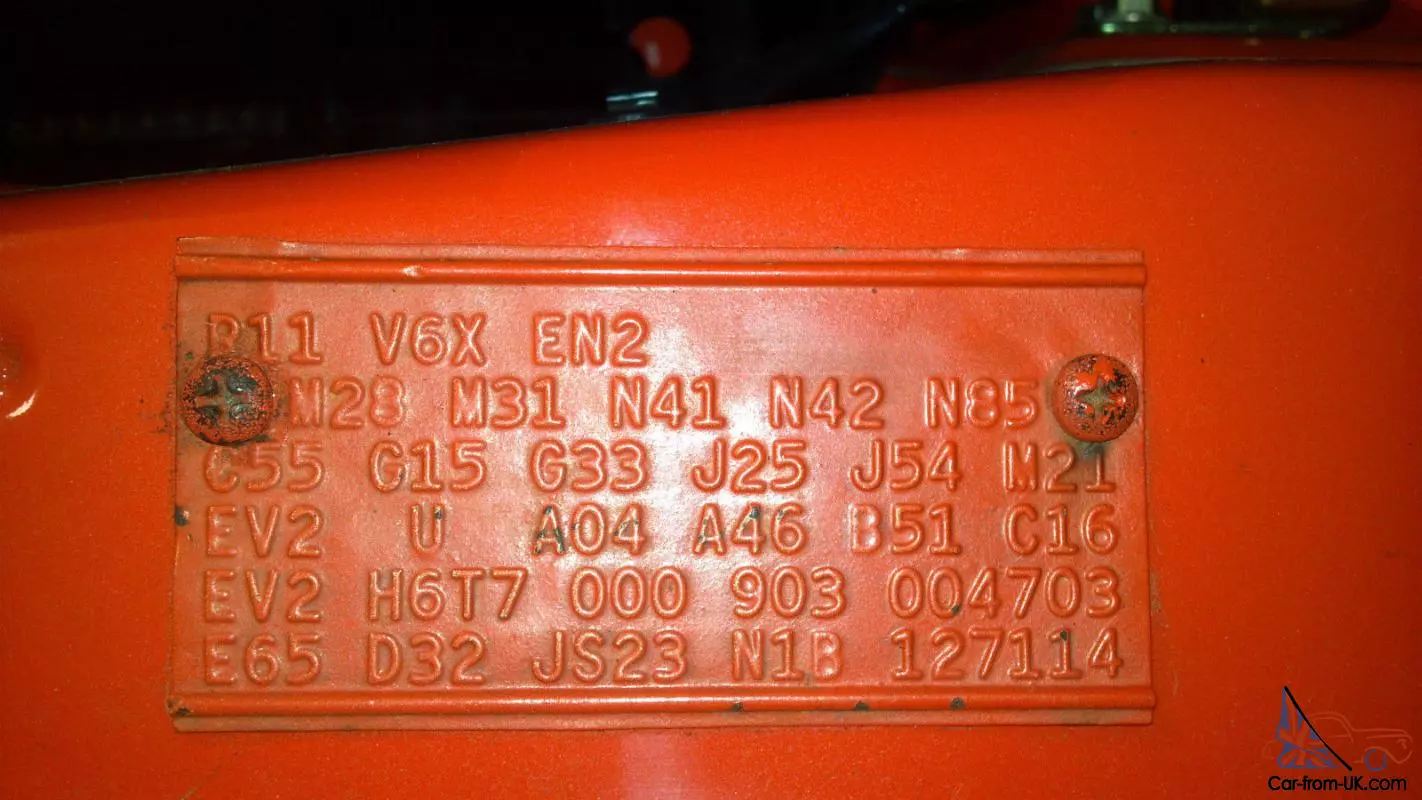 R11 V6X EN2
M28 M31 N41 N42 N85
C55 G15 G33 J25 J54 M21
EV2 U A04 A46 B51 C16
EV2 H6T7 000 903 004703
E65 D32 JS23 N1B 127114
Car-from-UK.com